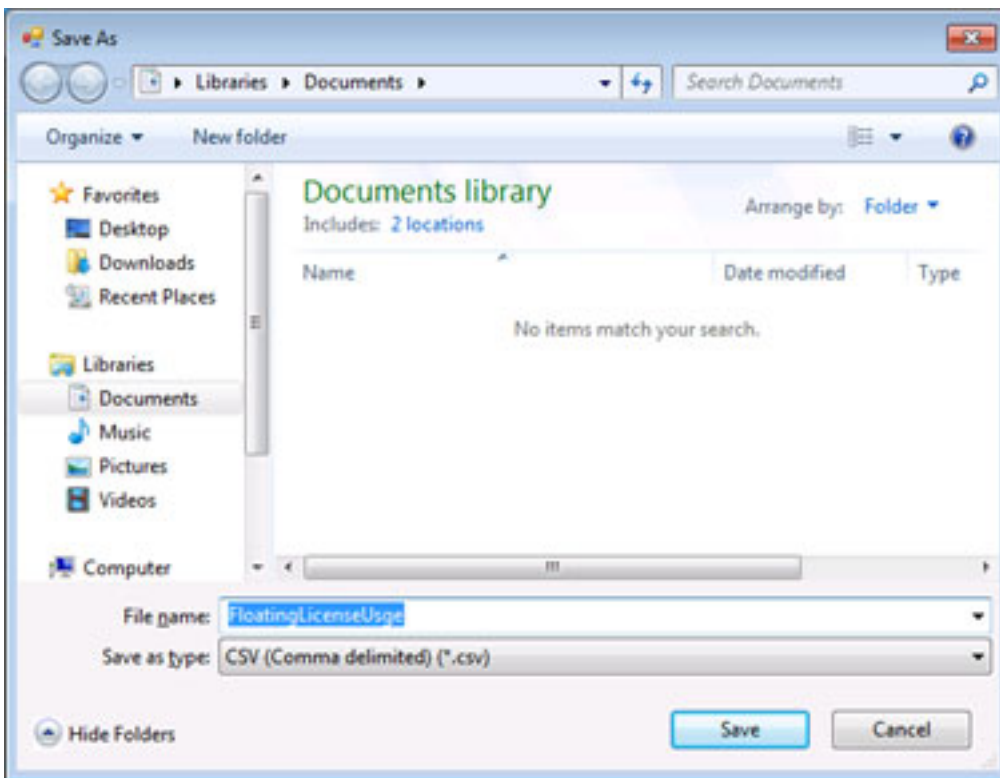 Save As
Libraries Documents
Search Documents
Organize New folder
Favorites
Desktop
Downloads
Recent Places
Libraries
Documents
Music
Pictures
Videos
Computer
Documents library
Includes: 2 locations
Arrange by: Folder
Name Date modified Type
No items match your search.
File name: FloatingLicenseUsge
Save as type: CSV (Comma delimited) (*.csv)
Hide Folders
Save Cancel